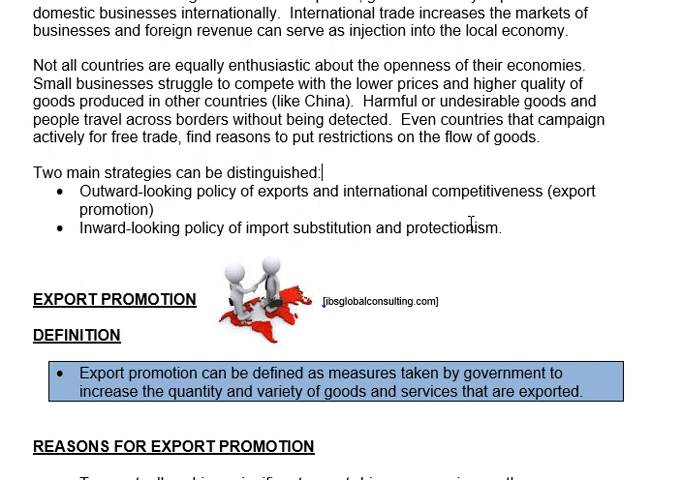 domestic businesses internationally.  International trade increases the markets of
businesses and foreign revenue can serve as injection into the local economy.
Not all countries are equally enthusiastic about the openness of their economies.
Small businesses struggle to compete with the lower prices and higher quality of
goods produced in other countries (like China).  Harmful or undesirable goods and
people travel across borders without being detected.  Even countries that campaign
actively for free trade, find reasons to put restrictions on the flow of goods.
Two main strategies can be distinguished:
• Outward-looking policy of exports and international competitiveness (export
promotion)
• Inward-looking policy of import substitution and protectionism.
EXPORT PROMOTION [ibsglobalconsulting.com]
DEFINITION
• Export promotion can be defined as measures taken by government to
increase the quantity and variety of goods and services that are exported.
REASONS FOR EXPORT PROMOTION